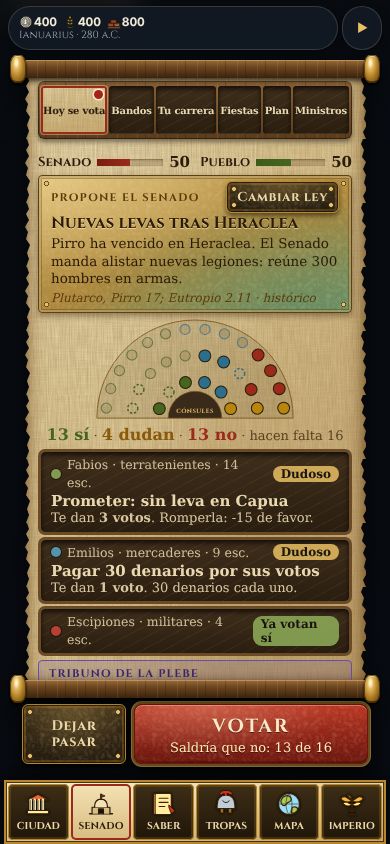 400 400 800
Ianuarius · 280 a.C.
Hoy se vota Bandos Tu carrera Fiestas Plan Ministros
Senado 50 Pueblo 50
PROPONE EL SENADO Cambiar ley
Nuevas levas tras Heraclea
Pirro ha vencido en Heraclea. El Senado
manda alistar nuevas legiones: reúne 300
hombres en armas.
Plutarco, Pirro 17; Eutropio 2.11 · histórico
CÓNSULES
13 sí · 4 dudan · 13 no · hacen falta 16
Fabios · terratenientes · 14
esc.
Dudoso
Prometer: sin leva en Capua
Te dan 3 votos. Romperla: -15 de favor.
Emilios · mercaderes · 9 esc. Dudoso
Pagar 30 denarios por sus votos
Te dan 1 voto. 30 denarios cada uno.
Escipiones · militares · 4
esc.
Ya votan
sí
TRIBUNO DE LA PLEBE
DEJAR
PASAR
VOTAR
Saldría que no: 13 de 16
CIUDAD SENADO SABER TROPAS MAPA IMPERIO